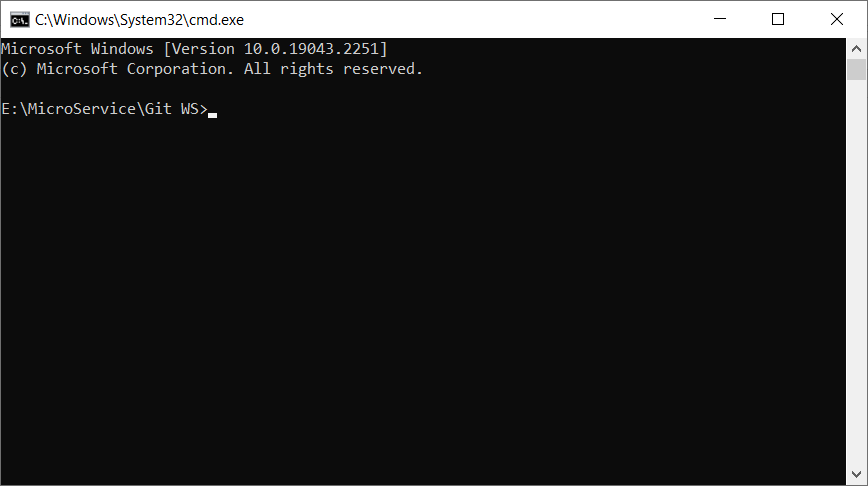 C:\Windows\System32\cmd.exe
Microsoft Windows [Version 10.0.19043.2251]
(c) Microsoft Corporation. All rights reserved.
E:\MicroService\Git WS>